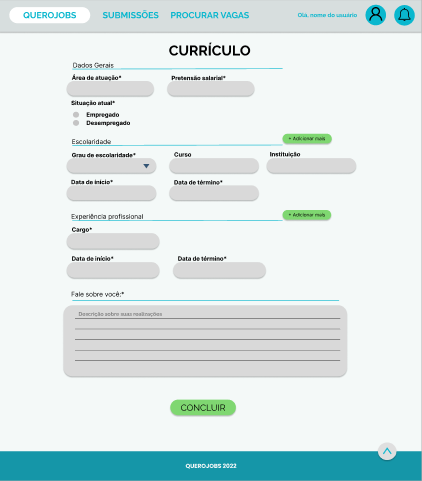 QUEROJOBS SUBMISSÕES PROCURAR VAGAS Ola, nome do usuário
CURRÍCULO
Dados Gerais
Área de atuação* Pretensão salarial*
Situação atual*
Empregado
Desempregado
Escolaridade + Adicionar mais
Grau de escolaridade* Curso Instituição
Data de início* Data de término*
Experiência profissional + Adicionar mais
Cargo*
Data de início* Data de término*
Fale sobre você:*
Descrição sobre suas realizações
CONCLUIR
QUEROJOBS 2022